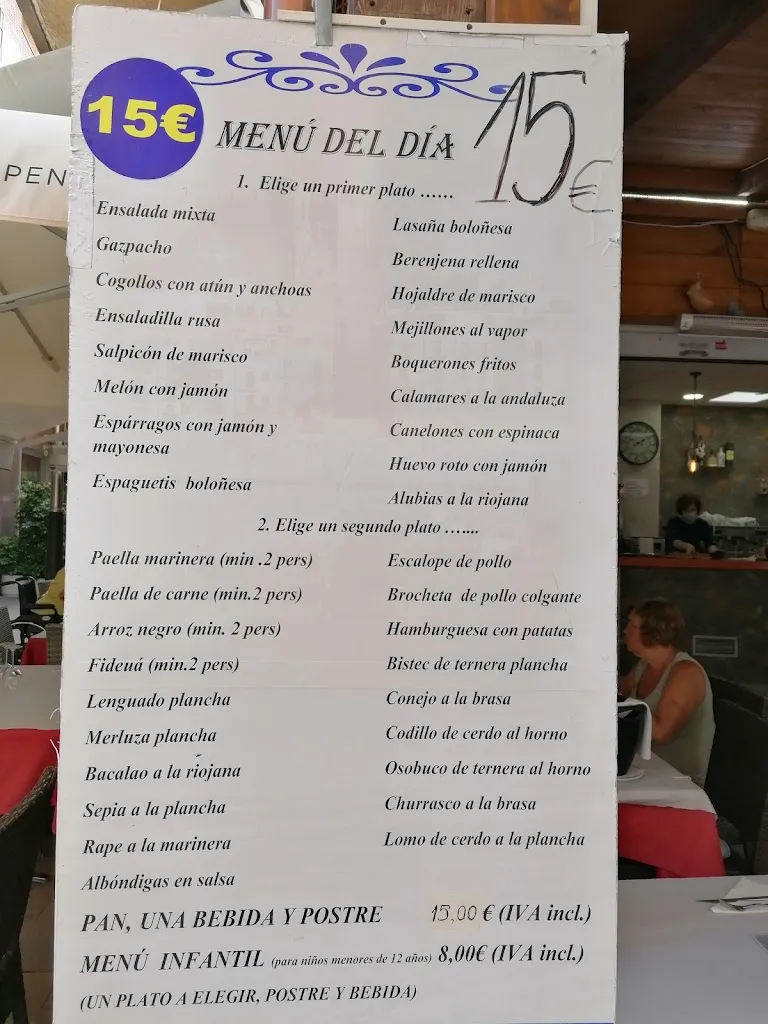 PEN
15€
MENÚ DEL DÍA
15€
1. Elige un primer plato ......
Ensalada mixta
Gazpacho
Cogollos con atún y anchoas
Ensaladilla rusa
Salpicón de marisco
Melón con jamón
Espárragos con jamón y
mayonesa
Espaguetis boloñesa
Lasaña boloñesa
Berenjena rellena
Hojaldre de marisco
Mejillones al vapor
Boquerones fritos
Calamares a la andaluza
Canelones con espinaca
Huevo roto con jamón
Alubias a la riojana
2. Elige un segundo plato .......
Paella marinera (min .2 pers)
Paella de carne (min.2 pers)
Arroz negro (min. 2 pers)
Fideuá (min.2 pers)
Lenguado plancha
Merluza plancha
Bacalao a la riojana
Sepia a la plancha
Rape a la marinera
Albóndigas en salsa
Escalope de pollo
Brocheta de pollo colgante
Hamburguesa con patatas
Bistec de ternera plancha
Conejo a la brasa
Codillo de cerdo al horno
Osobuco de ternera al horno
Churrasco a la brasa
Lomo de cerdo a la plancha
PAN, UNA BEBIDA Y POSTRE 15,00 € (IVA incl.)
MENÚ INFANTIL (para niños menores de 12 años) 8,00€ (IVA incl.)
(UN PLATO A ELEGIR, POSTRE Y BEBIDA)